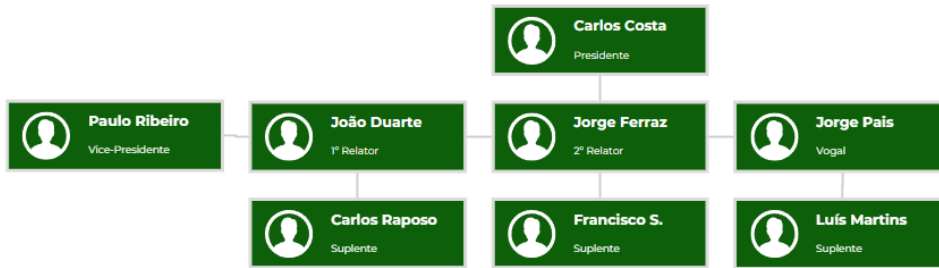 Carlos Costa
Presidente
Paulo Ribeiro
Vice-Presidente
João Duarte
1º Relator
Jorge Ferraz
2º Relator
Jorge Pais
Vogal
Carlos Raposo
Suplente
Francisco S.
Suplente
Luís Martins
Suplente